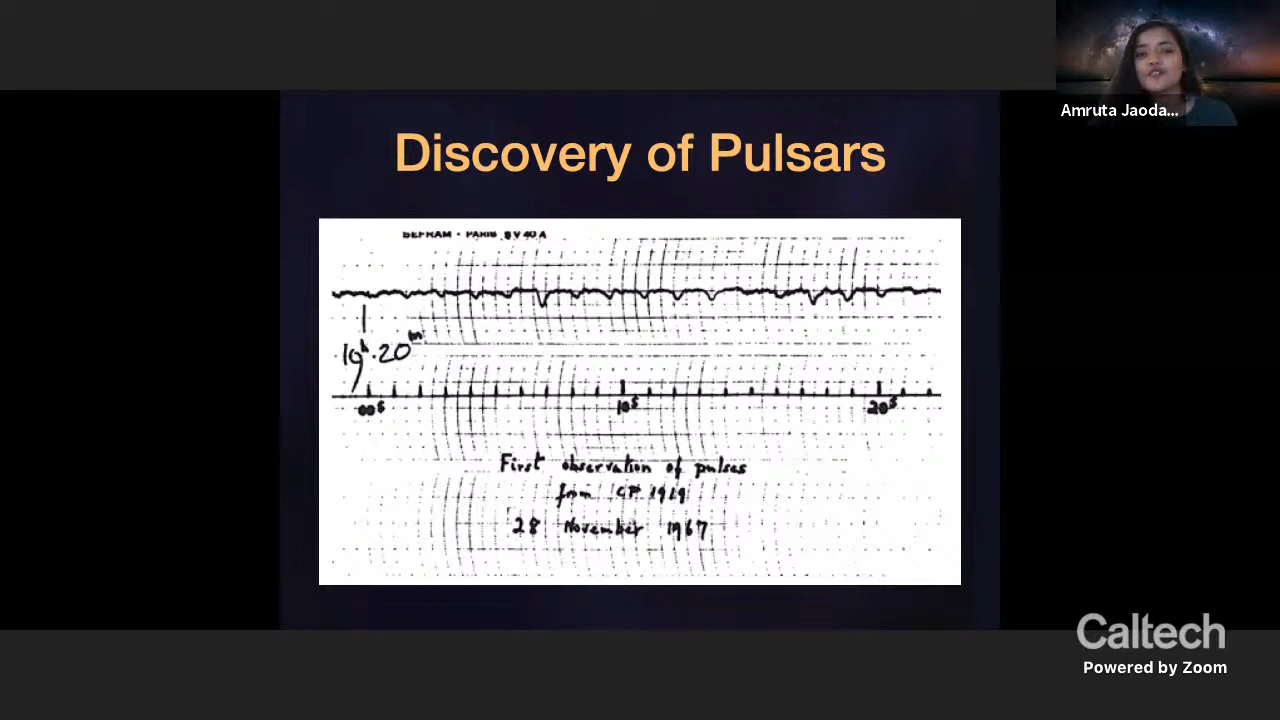 Amruta Jaoda...
Discovery of Pulsars
19h.20m
00s 10s 20s
First observation of pulses
from CP 1919
28 November 1967
Caltech
Powered by Zoom